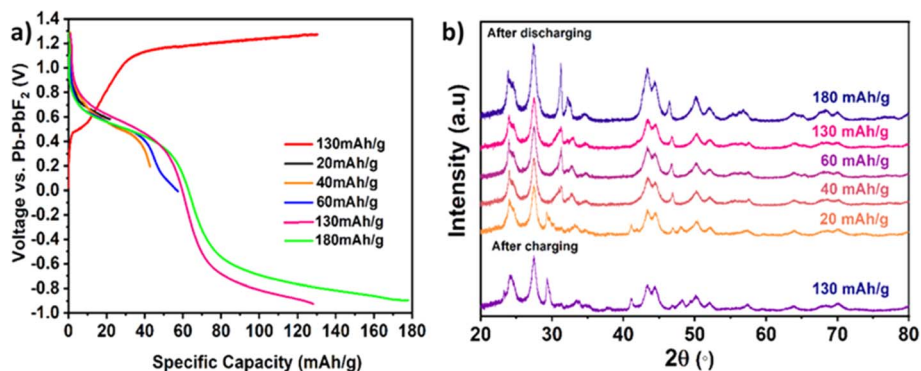 a)
1.4
1.2
1.0
0.8
0.6
0.4
0.2
0.0
-0.2
-0.4
-0.6
-0.8
-1.0
Voltage vs. Pb-PbF₂ (V)
130mAh/g
20mAh/g
40mAh/g
60mAh/g
130mAh/g
180mAh/g
0 20 40 60 80 100 120 140 160 180
Specific Capacity (mAh/g)
b)
Intensity (a.u)
After discharging
180 mAh/g
130 mAh/g
60 mAh/g
40 mAh/g
20 mAh/g
After charging
130 mAh/g
20 30 40 50 60 70 80
2θ (◦)